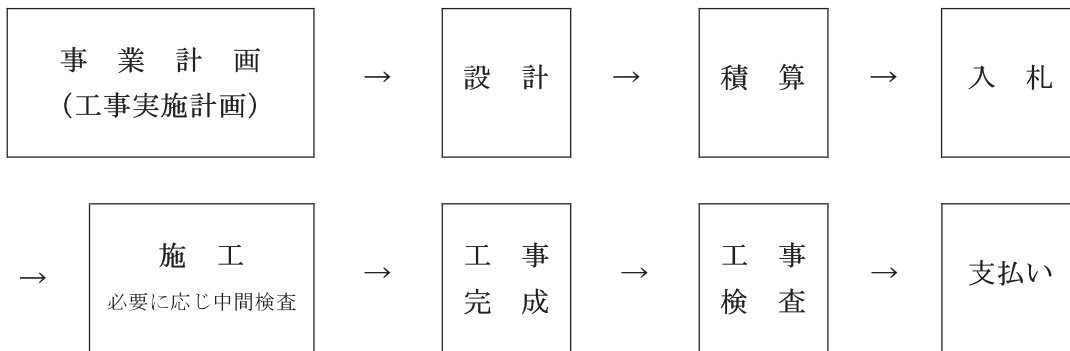 事業計画
（工事実施計画）
→
設計
→
積算
→
入札
→
施工
必要に応じ中間検査
→
工事
完成
→
工事
検査
→
支払い